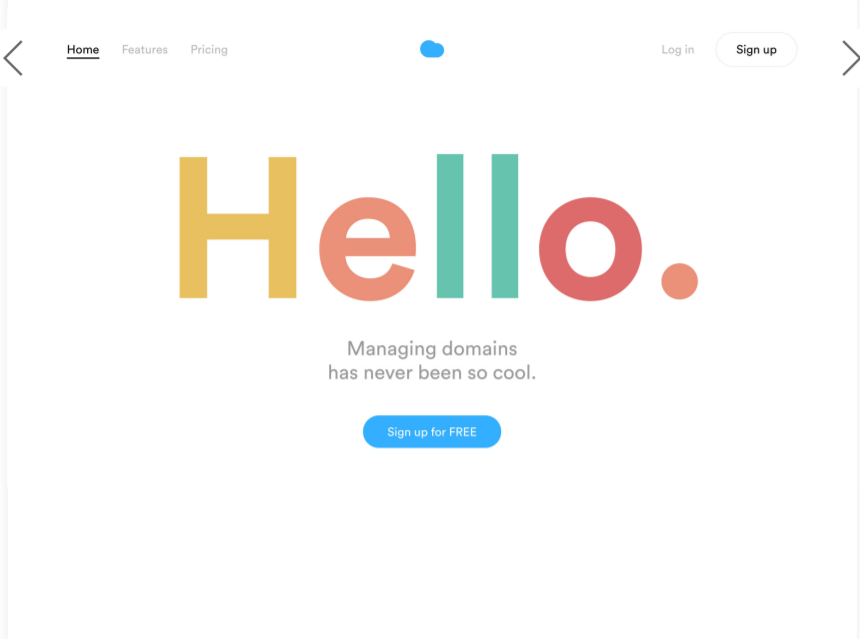 Home Features Pricing Log in Sign up
Hello.
Managing domains
has never been so cool.
Sign up for FREE